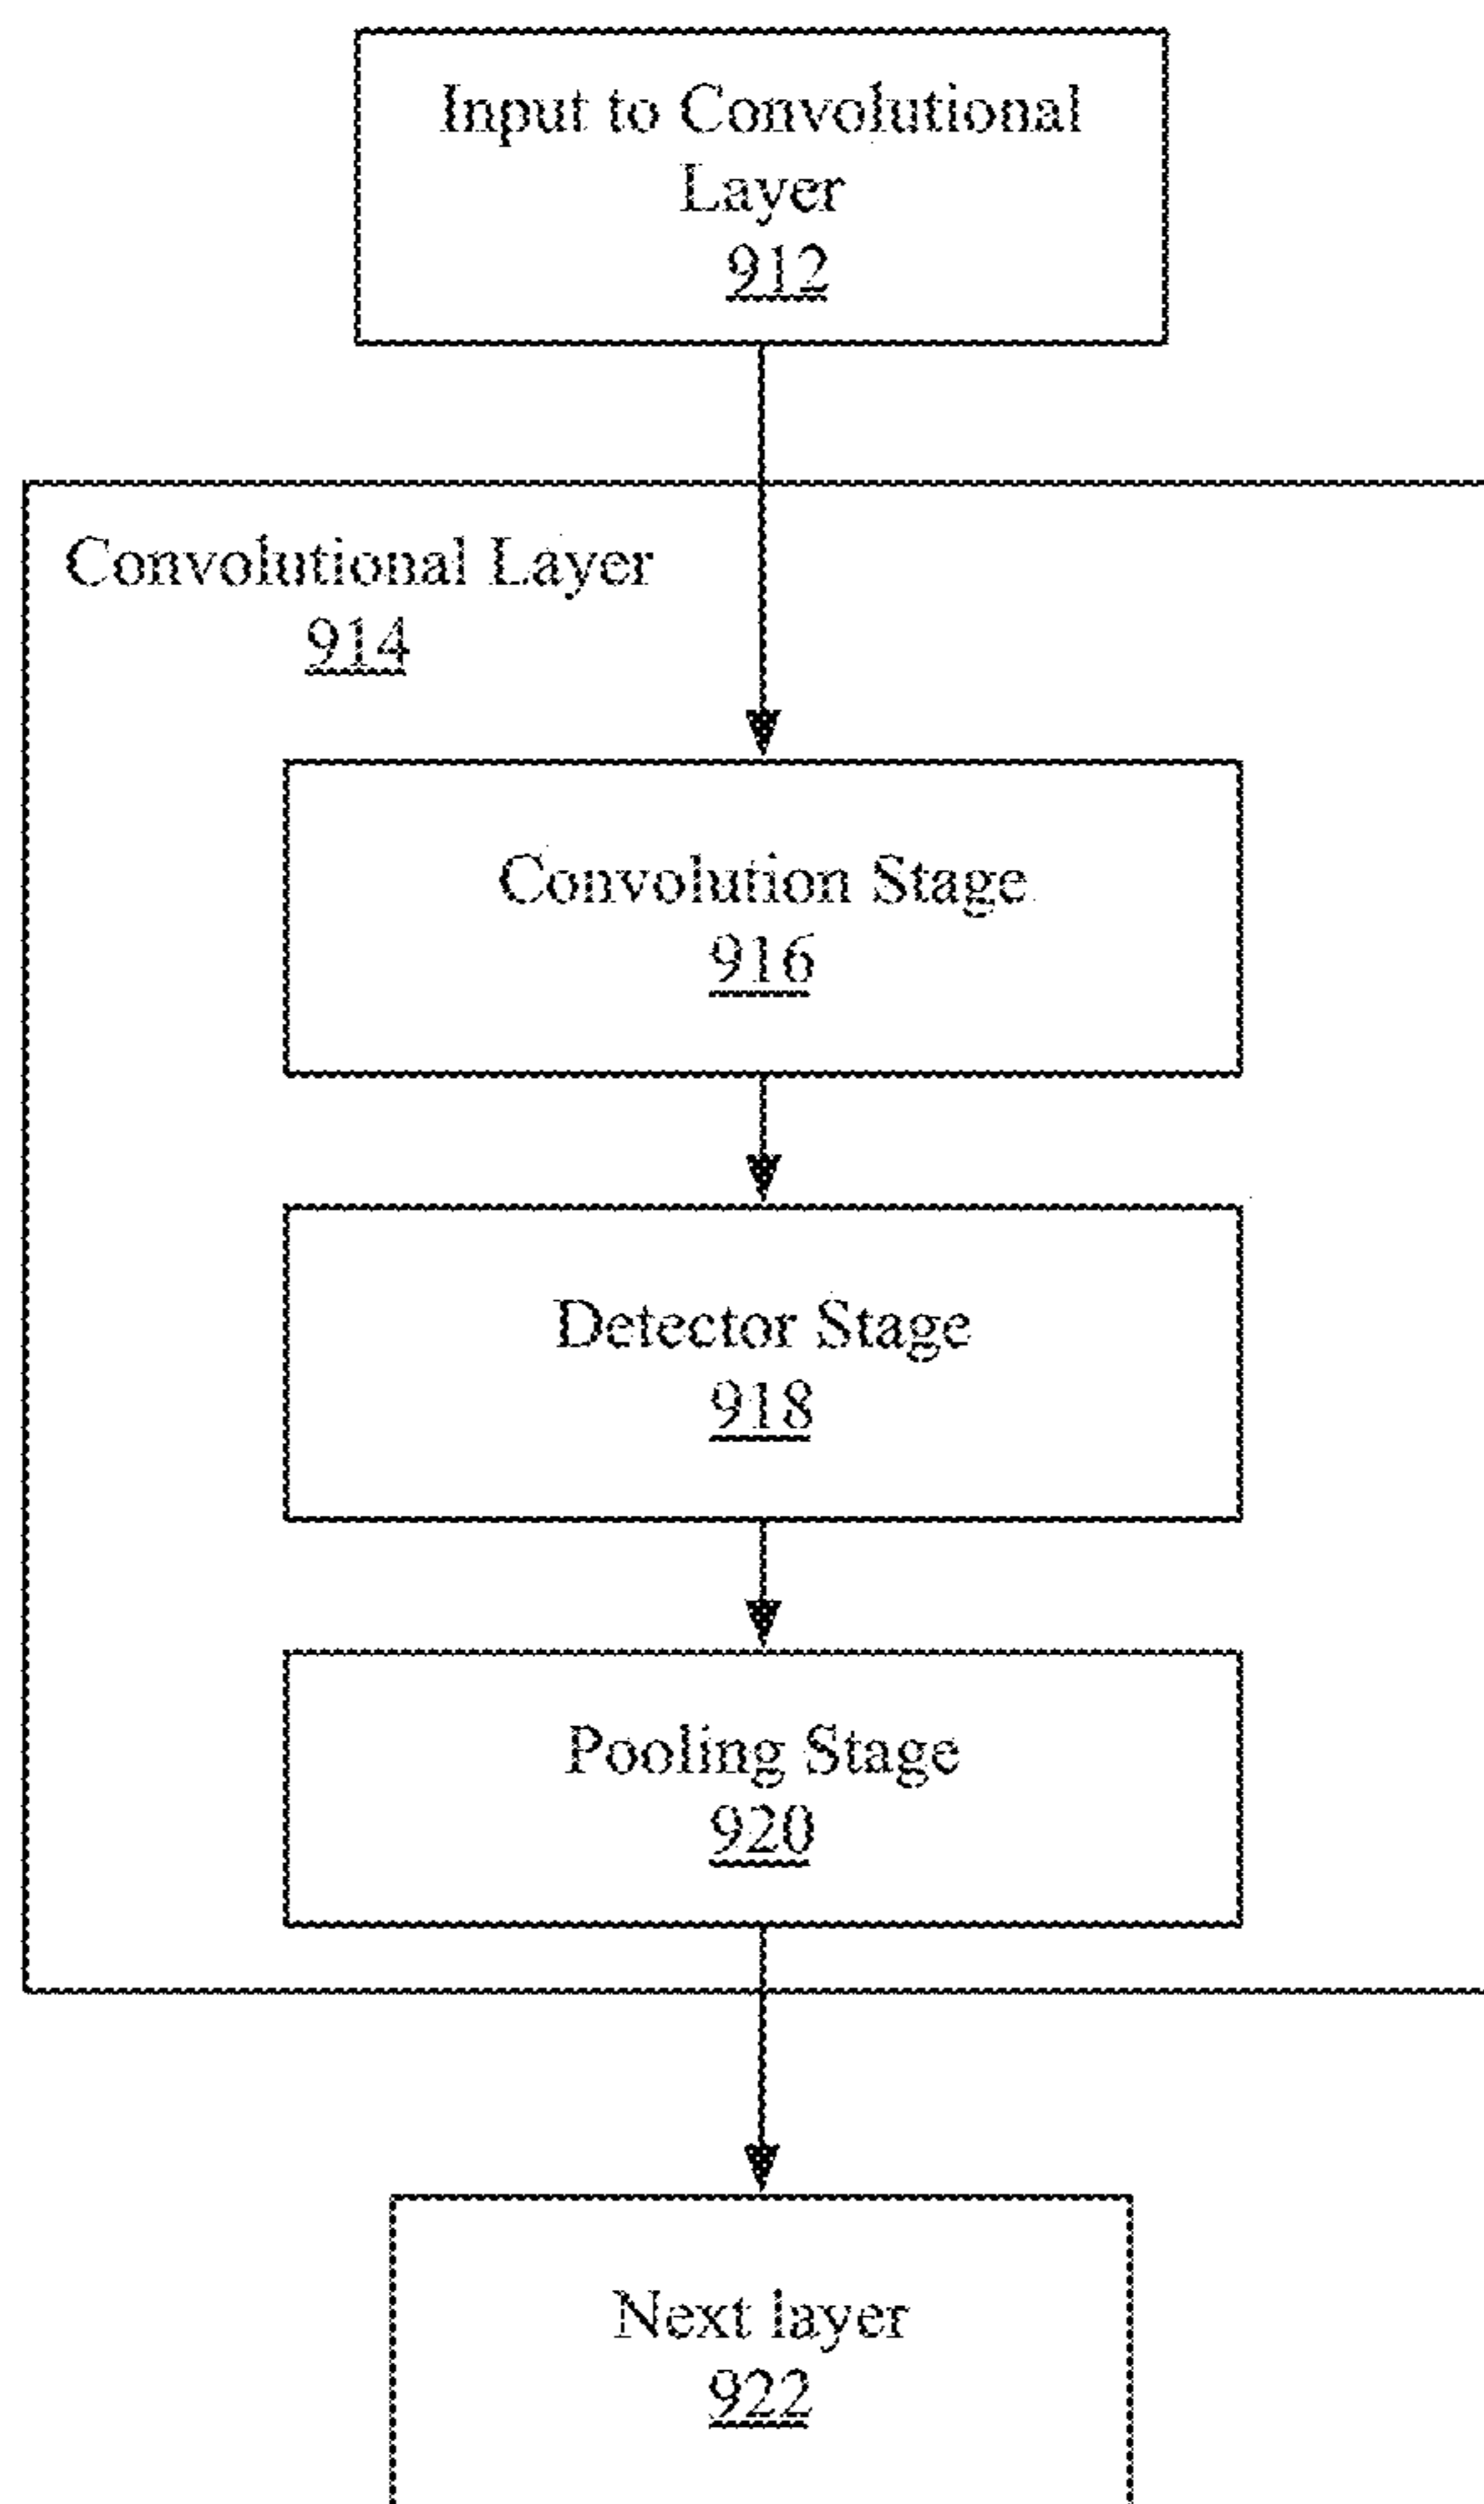 Input to Convolutional
Layer
912
Convolutional Layer
914
Convolution Stage
916
Detector Stage
918
Pooling Stage
920
Next layer
922